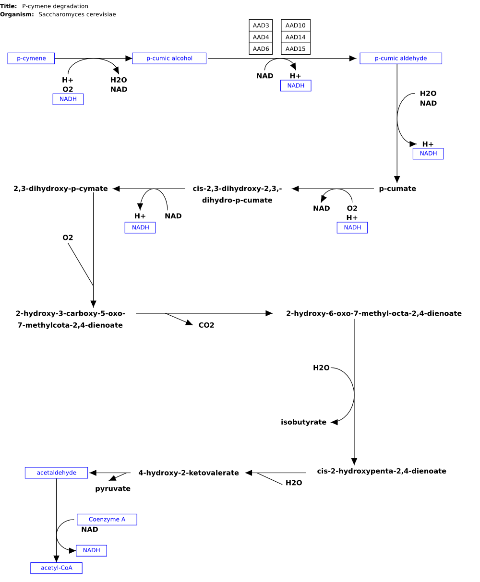 Title: P-cymene degradation
Organism: Saccharomyces cerevisiae
AAD3 AAD10
AAD4 AAD14
AAD6 AAD15
p-cymene p-cumic alcohol p-cumic aldehyde
H+ H2O NAD H+
O2 NAD NADH
NADH
H2O
NAD
H+
NADH
2,3-dihydroxy-p-cymate cis-2,3-dihydroxy-2,3,- p-cumate
dihydro-p-cumate
H+ NAD NAD O2
NADH H+
NADH
O2
2-hydroxy-3-carboxy-5-oxo- 2-hydroxy-6-oxo-7-methyl-octa-2,4-dienoate
7-methylcota-2,4-dienoate CO2
H2O
isobutyrate
acetaldehyde 4-hydroxy-2-ketovalerate cis-2-hydroxypenta-2,4-dienoate
pyruvate H2O
Coenzyme A
NAD
NADH
acetyl-CoA